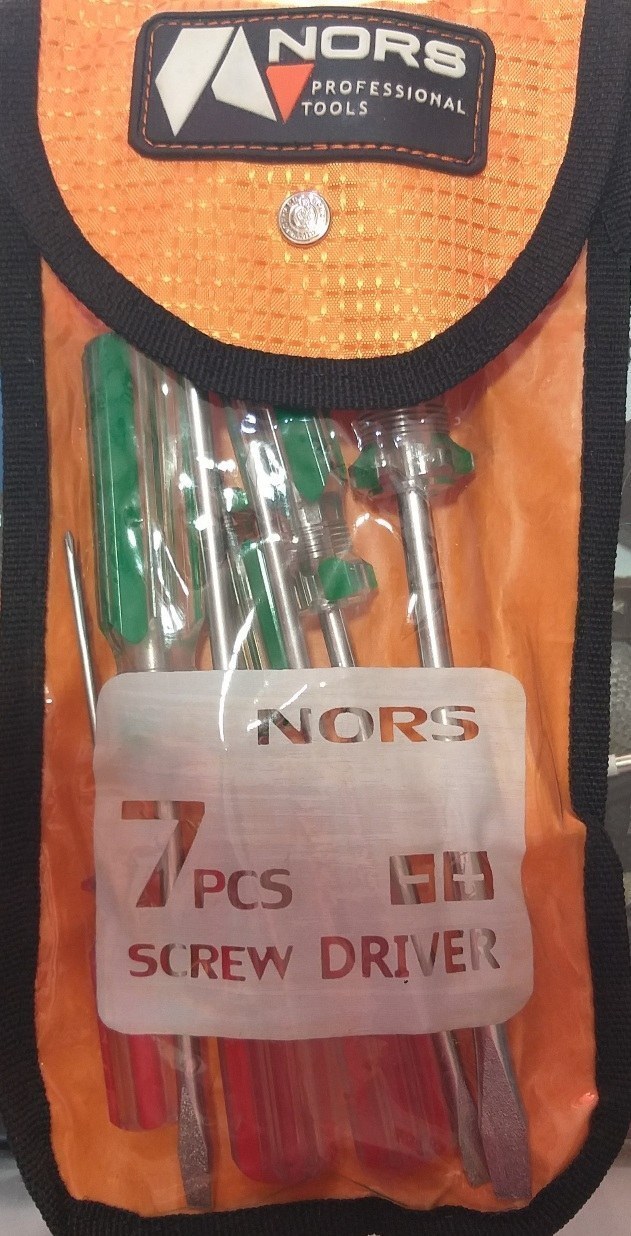 NORS
PROFESSIONAL
TOOLS
NORS
7PCS - +
SCREW DRIVER